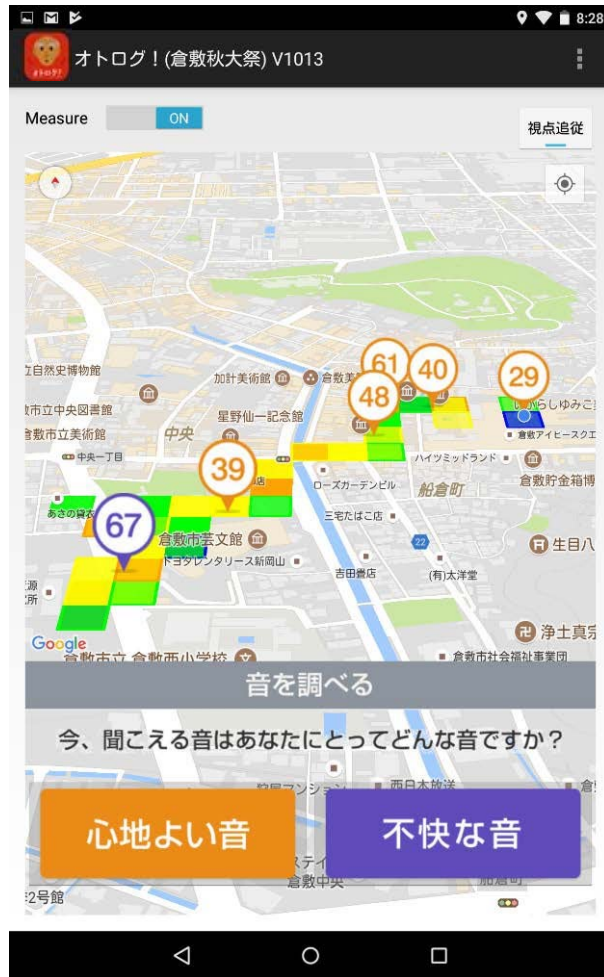 8:28
オトログ！
オトログ！(倉敷秋大祭) V1013
Measure
ON
視点追従
立自然史博物館
加計美術館
61
40
29
48
市立中央図書館
星野仙一記念館
倉敷市立美術館
中央
倉敷アイビースクエ
中央一丁目
ハイツミッドランド
39
ローズガーデンビル
船倉町
倉敷貯金箱博
あさの貸衣
67
三宅たばこ店
倉敷市芸文館
22
生目八
トヨタレンタリース新岡山
吉田畳店
(有)太洋堂
浄土真宗
Google
倉敷市立 倉敷西小学校
倉敷市社会福祉事業団
音を調べる
今、聞こえる音はあなたにとってどんな音ですか？
西日本放送
心地よい音
不快な音
倉敷中央
2号館